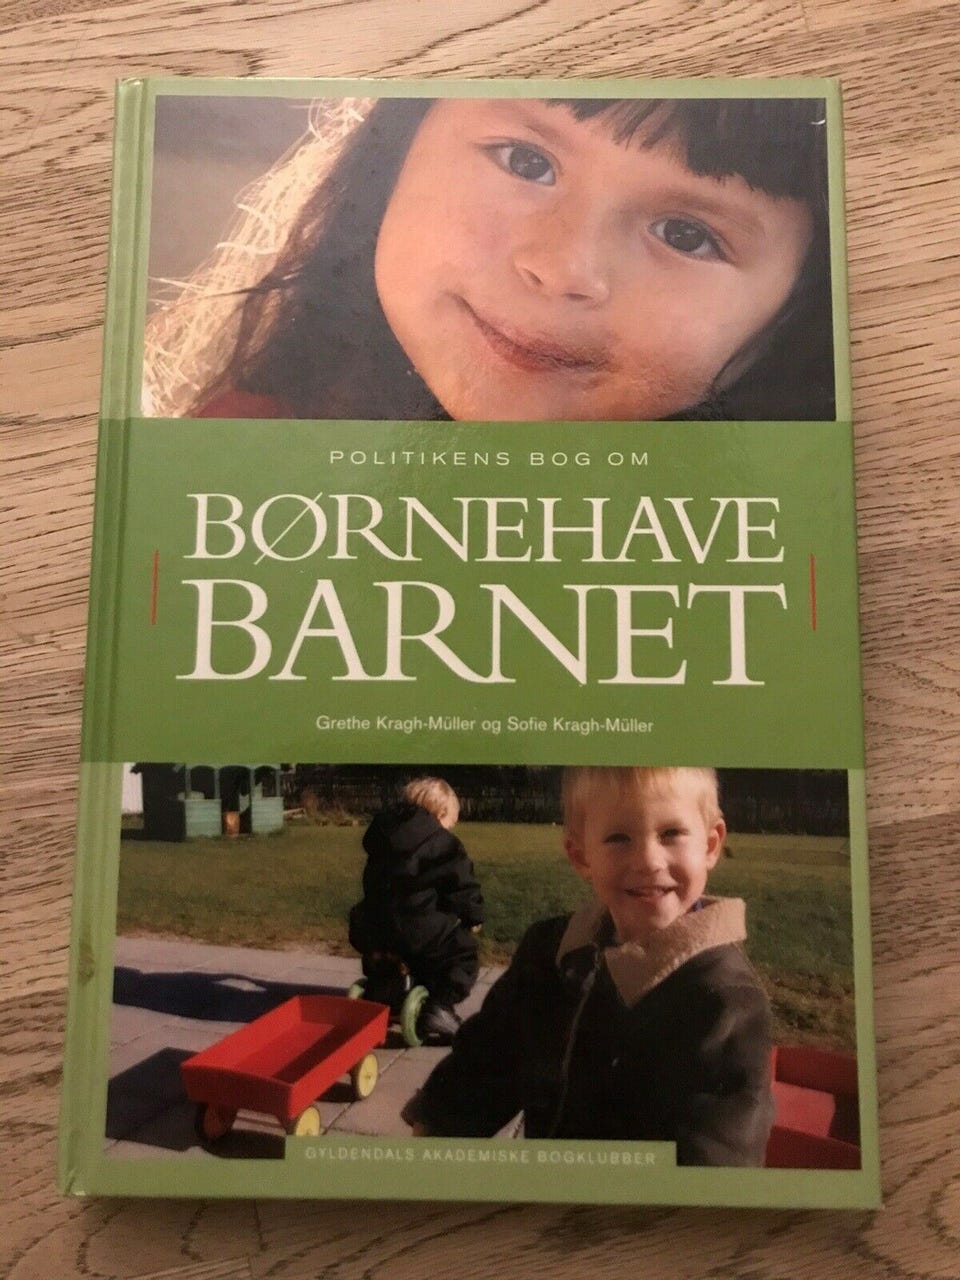 POLITIKENS BOG OM
BØRNEHAVE
BARNET
Grethe Kragh-Müller og Sofie Kragh-Müller
GYLDENDALS AKADEMISKE BOGKLUBBER